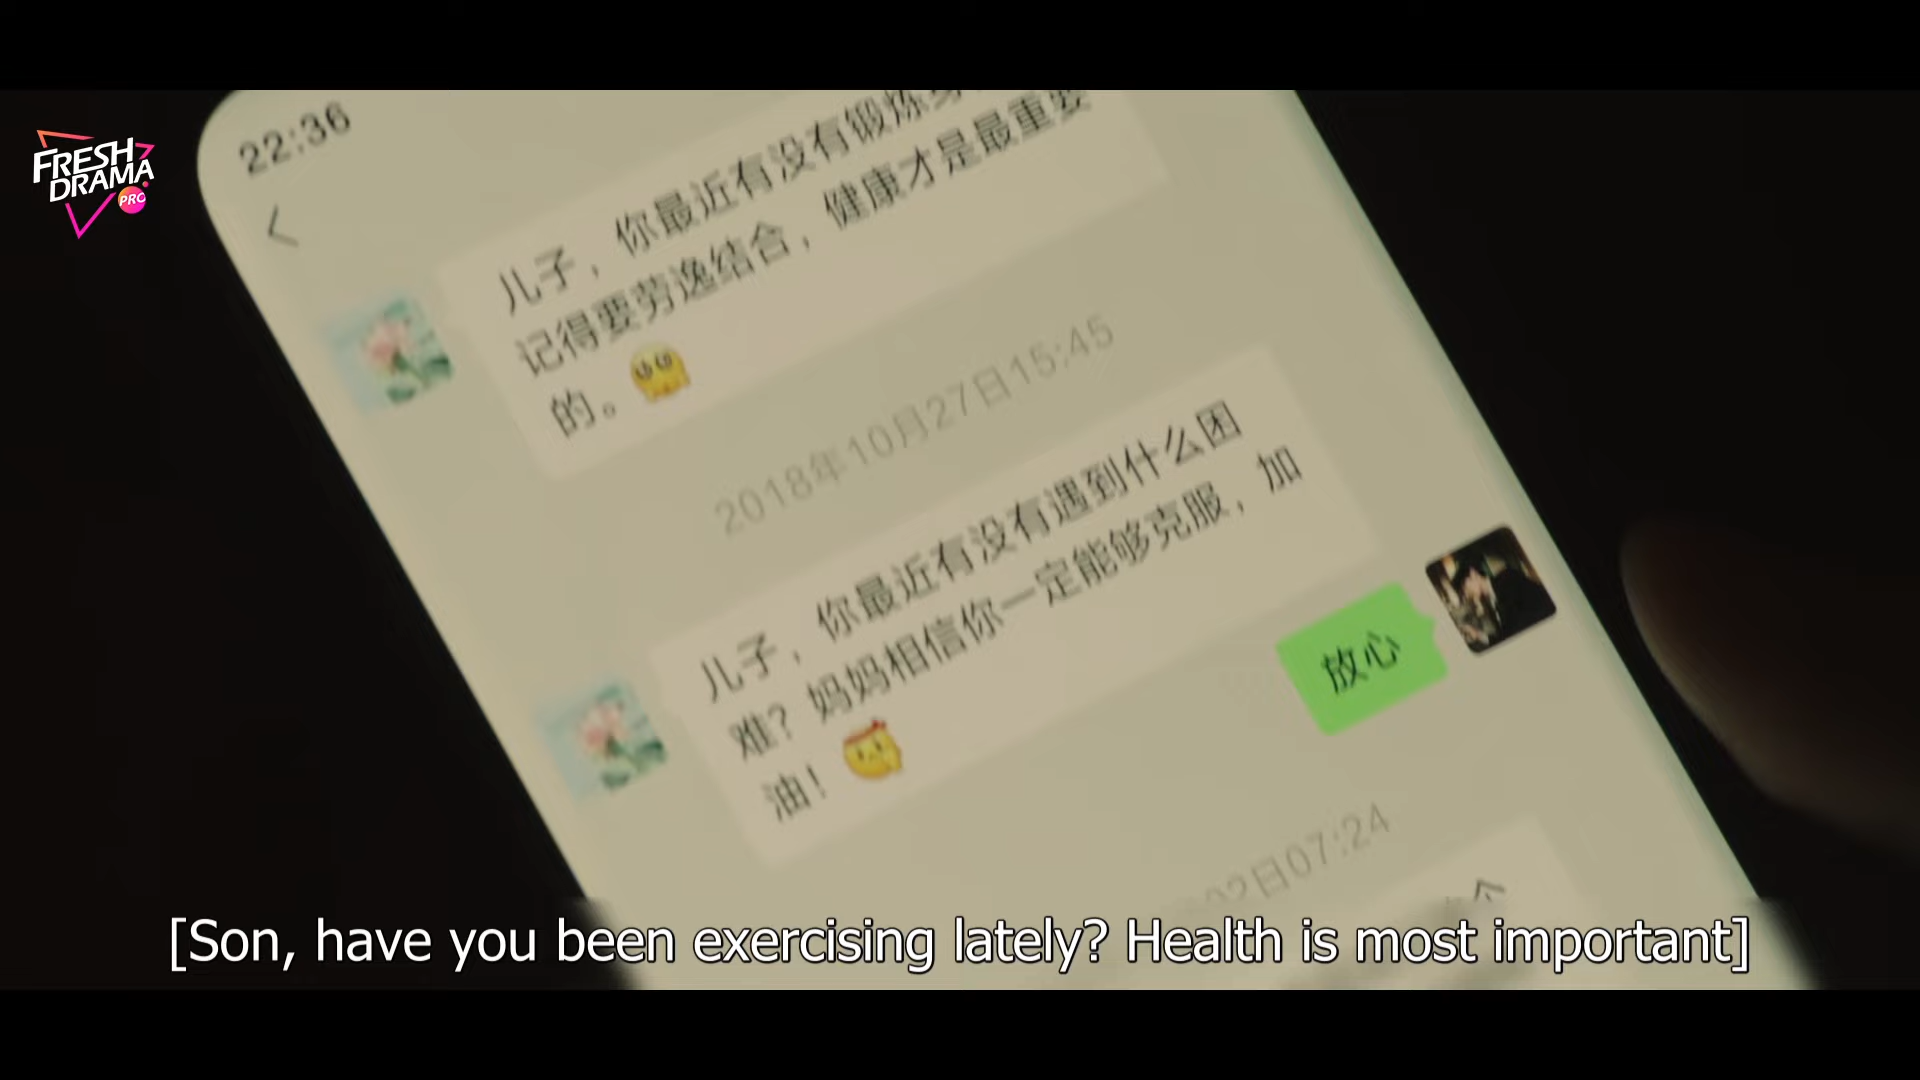 22:36
FRESH
DRAMA
PRO
儿子，你最近有没有锻炼身
记得要劳逸结合，健康才是最重要
的。
2018年10月27日15:45
儿子，你最近有没有遇到什么困
难？妈妈相信你一定能够克服，加
油！
放心
02日07:24
[Son, have you been exercising lately? Health is most important]